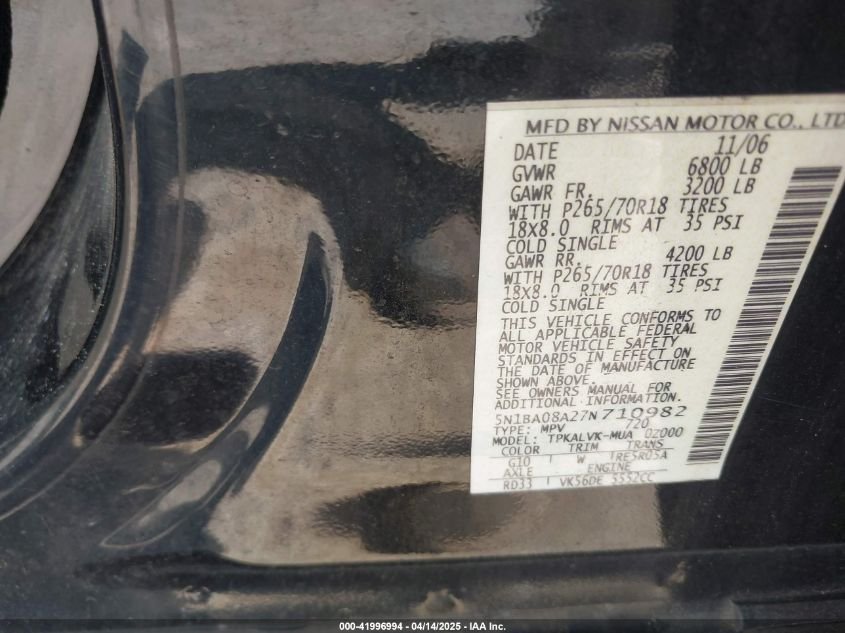 MFD BY NISSAN MOTOR CO., LTD
DATE 11/06
GVWR 6800 LB
GAWR FR. 3200 LB
WITH P265/70R18 TIRES
18X8.0 RIMS AT 35 PSI
COLD SINGLE
GAWR RR. 4200 LB
WITH P265/70R18 TIRES
18X8.0 RIMS AT 35 PSI
COLD SINGLE
THIS VEHICLE CONFORMS TO
ALL APPLICABLE FEDERAL
MOTOR VEHICLE SAFETY
STANDARDS IN EFFECT ON
THE DATE OF MANUFACTURE
SHOWN ABOVE.
SEE OWNERS MANUAL FOR
ADDITIONAL INFORMATION
5N1BA08A27N710982
TYPE: MPV 720
MODEL: TPKALVK-MUA 0Z000
COLOR TRIM TRANS
G10 W RE5R05A
AXLE ENGINE
RD33 VK56DE 5552CC
000-41996994 / 04/14/2025 - IAA Inc.